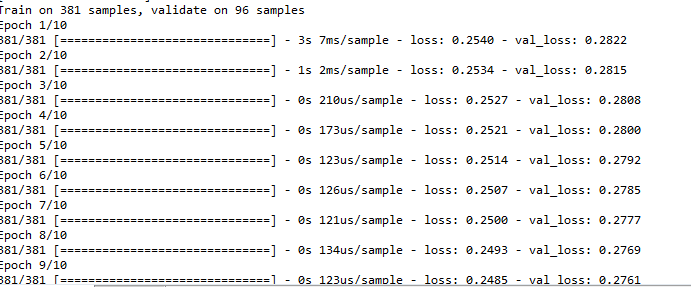 Train on 381 samples, validate on 96 samples
Epoch 1/10
381/381 [==============================] - 3s 7ms/sample - loss: 0.2540 - val_loss: 0.2822
Epoch 2/10
381/381 [==============================] - 1s 2ms/sample - loss: 0.2534 - val_loss: 0.2815
Epoch 3/10
381/381 [==============================] - 0s 210us/sample - loss: 0.2527 - val_loss: 0.2808
Epoch 4/10
381/381 [==============================] - 0s 173us/sample - loss: 0.2521 - val_loss: 0.2800
Epoch 5/10
381/381 [==============================] - 0s 123us/sample - loss: 0.2514 - val_loss: 0.2792
Epoch 6/10
381/381 [==============================] - 0s 126us/sample - loss: 0.2507 - val_loss: 0.2785
Epoch 7/10
381/381 [==============================] - 0s 121us/sample - loss: 0.2500 - val_loss: 0.2777
Epoch 8/10
381/381 [==============================] - 0s 134us/sample - loss: 0.2493 - val_loss: 0.2769
Epoch 9/10
381/381 [==============================] - 0s 123us/sample - loss: 0.2485 - val_loss: 0.2761